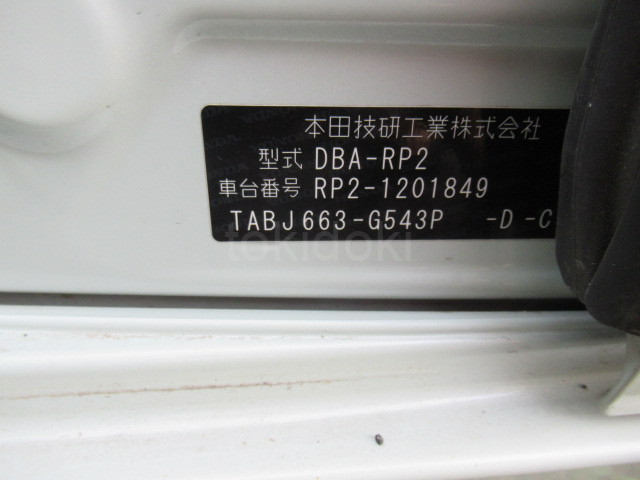 本田技研工業株式会社
型式 DBA-RP2
車台番号 RP2-1201849
TABJ663-G543P -D -C
tokidoki